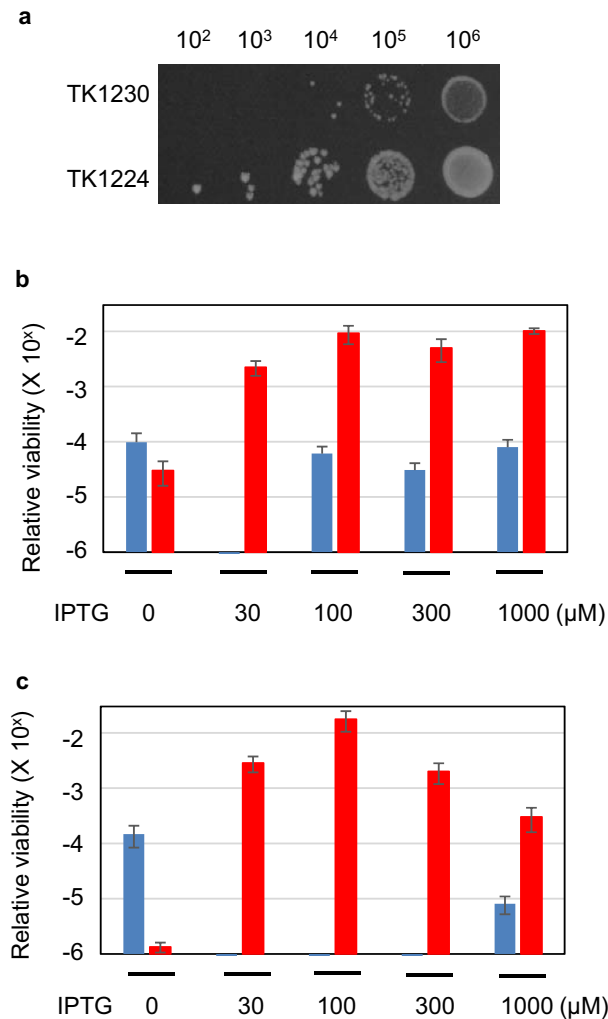 a
10² 10³ 10⁴ 10⁵ 10⁶
TK1230
TK1224
b
Relative viability (X 10ˣ)
-2
-3
-4
-4
-5
-6
IPTG 0 30 100 300 1000 (µM)
c
Relative viability (X 10ˣ)
-2
-3
-4
-5
-6
IPTG 0 30 100 300 1000 (µM)